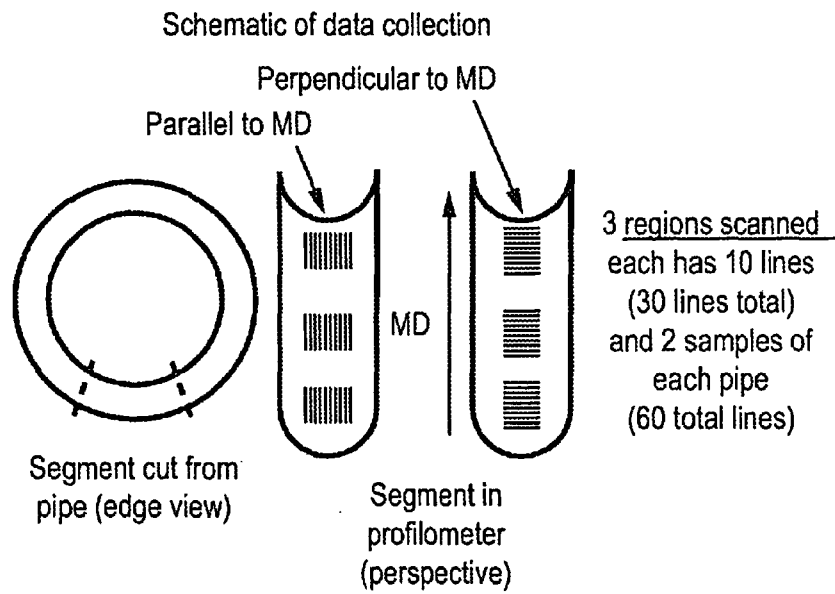 Schematic of data collection
Perpendicular to MD
Parallel to MD
MD
3 regions scanned
each has 10 lines
(30 lines total)
and 2 samples of
each pipe
(60 total lines)
Segment cut from
pipe (edge view)
Segment in
profilometer
(perspective)